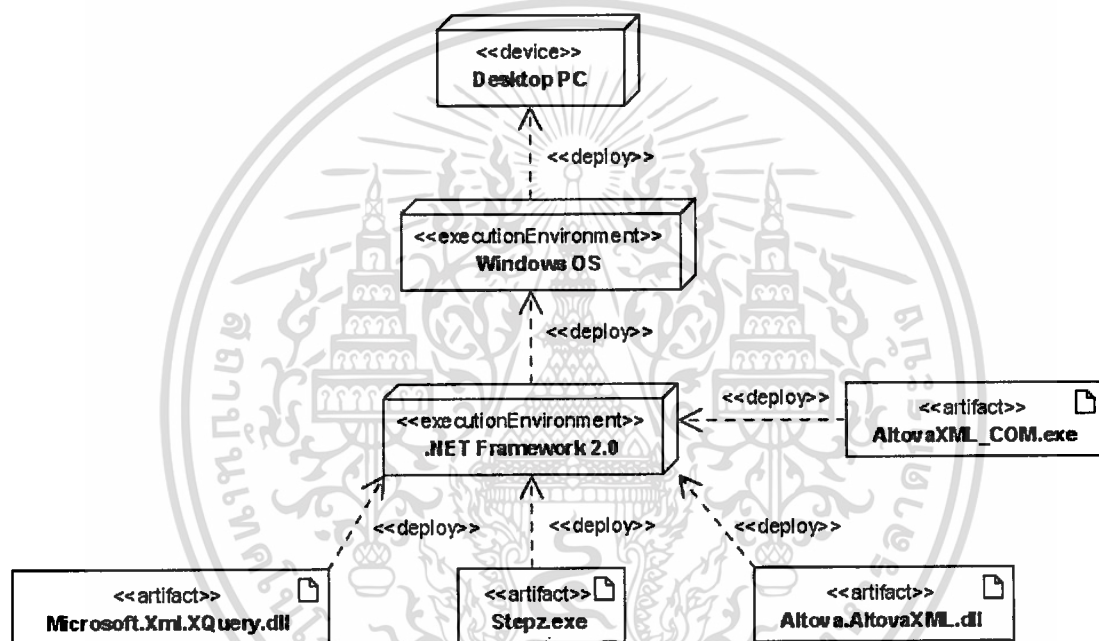 <<device>>
Desktop PC
<<deploy>>
<<executionEnvironment>>
Windows OS
<<deploy>>
<<executionEnvironment>>
.NET Framework 2.0
<<deploy>>
<<artifact>>
AltovaXML_COM.exe
<<deploy>>
<<deploy>>
<<deploy>>
<<artifact>>
Microsoft.Xml.XQuery.dll
<<artifact>>
Stepz.exe
<<artifact>>
Altova.AltovaXML.dll